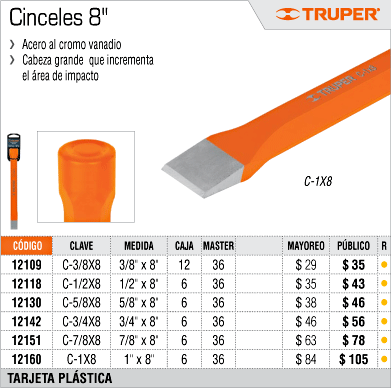 Cinceles 8"
TRUPER®
Acero al cromo vanadio
Cabeza grande que incrementa
el área de impacto
TRUPER C-1X8
C-1X8
CÓDIGO CLAVE MEDIDA CAJA MASTER MAYOREO PÚBLICO R
12109 C-3/8X8 3/8" x 8" 12 36 $ 29 $ 35
12118 C-1/2X8 1/2" x 8" 6 36 $ 35 $ 43
12130 C-5/8X8 5/8" x 8" 6 36 $ 38 $ 46
12142 C-3/4X8 3/4" x 8" 6 36 $ 46 $ 56
12151 C-7/8X8 7/8" x 8" 6 36 $ 63 $ 78
12160 C-1X8 1" x 8" 6 36 $ 84 $ 105
TARJETA PLÁSTICA